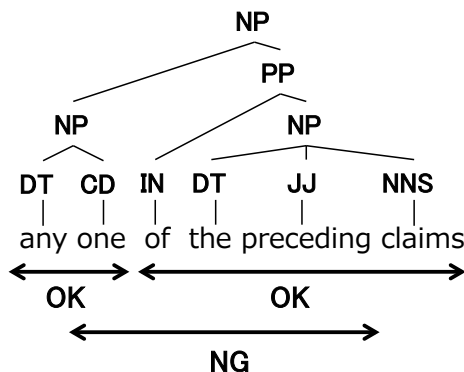 NP
PP
NP NP
DT CD IN DT JJ NNS
any one of the preceding claims
OK OK
NG